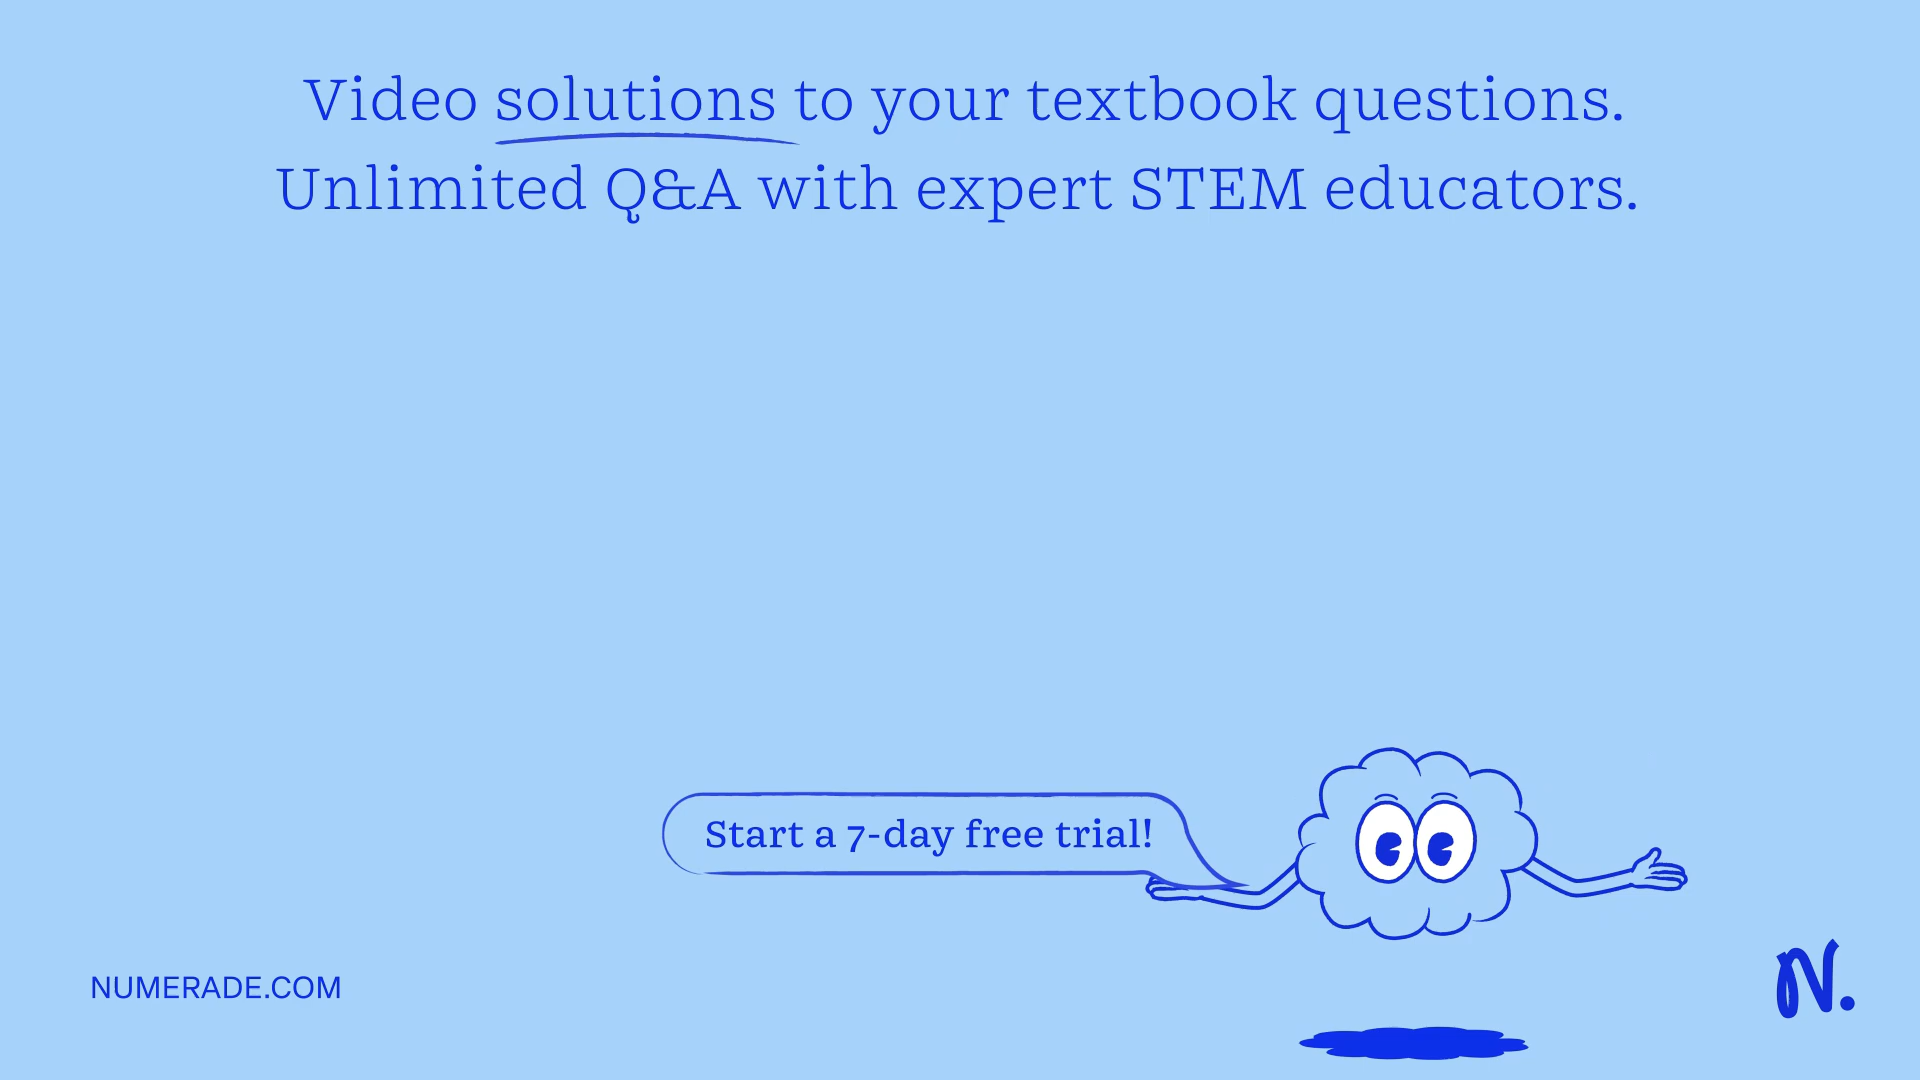 Video solutions to your textbook questions.
Unlimited Q&A with expert STEM educators.
Start a 7-day free trial!
NUMERADE.COM
N.